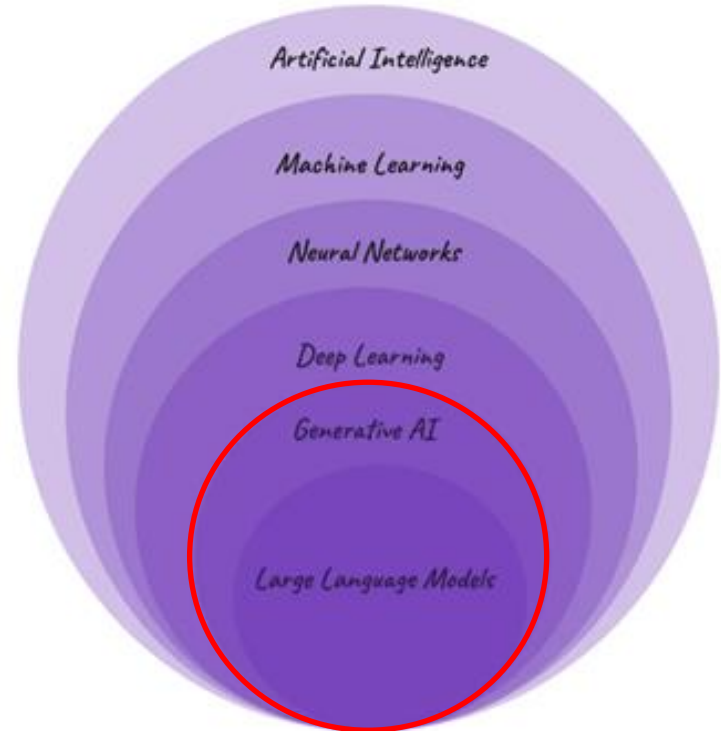 Artificial Intelligence
Machine Learning
Neural Networks
Deep Learning
Generative AI
Large Language Models